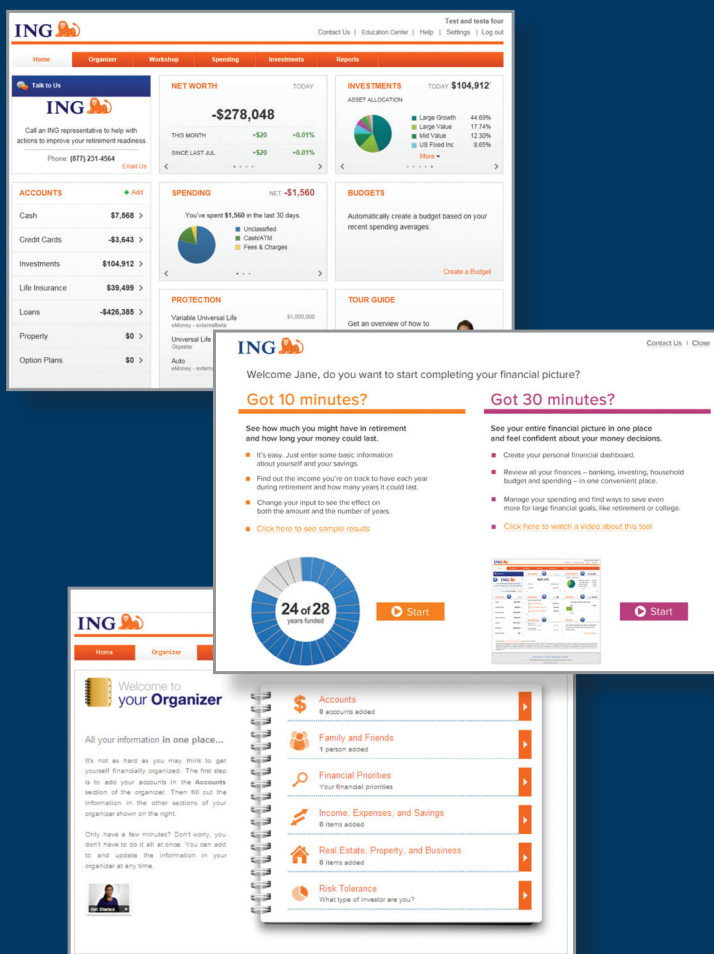 ING
Test and testa four
Contact Us | Education Center | Help | Settings | Log out
Home Organizer Workshop Spending Investments Reports
Talk to Us
ING
Call an ING representative to help with
actions to improve your retirement readiness
Phone: (877) 231-4564
Email Us
NET WORTH TODAY
-$278,048
THIS MONTH +$20 +0.01%
SINCE LAST JUL +$20 +0.01%
INVESTMENTS TODAY $104,912
ASSET ALLOCATION
Large Growth 44.69%
Large Value 17.74%
Mid Value 12.30%
US Fixed Inc 8.65%
More
ACCOUNTS + Add
Cash $7,568 >
Credit Cards -$3,643 >
Investments $104,912 >
Life Insurance $39,499 >
Loans -$426,385 >
Property $0 >
Option Plans $0 >
SPENDING NET -$1,560
You've spent $1,560 in the last 30 days.
Unclassified
Cash/ATM
Fees & Charges
BUDGETS
Automatically create a budget based on your
recent spending averages.
Create a Budget
PROTECTION
Variable Universal Life $1,000,000
Universal Life
Auto
TOUR GUIDE
Get an overview of how to
ING
Contact Us | Close
Welcome Jane, do you want to start completing your financial picture?
Got 10 minutes?
See how much you might have in retirement
and how long your money could last.
It's easy. Just enter some basic information
about yourself and your savings.
Find out the income you're on track to have each year
during retirement and how many years it could last.
Change your input to see the effect on
both the amount and the number of years.
Click here to see sample results
24 of 28
years funded
Start
Got 30 minutes?
See your entire financial picture in one place
and feel confident about your money decisions.
Create your personal financial dashboard.
Review all your finances – banking, investing, household
budget and spending – in one convenient place.
Manage your spending and find ways to save even
more for large financial goals, like retirement or college.
Click here to watch a video about this tool
Start
ING
Home Organizer
Welcome to
your Organizer
All your information in one place...
It's not as hard as you may think to get
yourself financially organized. The first step
is to add your accounts in the Accounts
section of the organizer. Then fill out the
information in the other sections of your
organizer shown on the right.
Only have a few minutes? Don't worry, you
don't have to do it all at once. You can add
to and update the information in your
organizer at any time.
Get Started
Accounts
0 accounts added
Family and Friends
1 person added
Financial Priorities
Your financial priorities
Income, Expenses, and Savings
0 items added
Real Estate, Property, and Business
0 items added
Risk Tolerance
What type of investor are you?